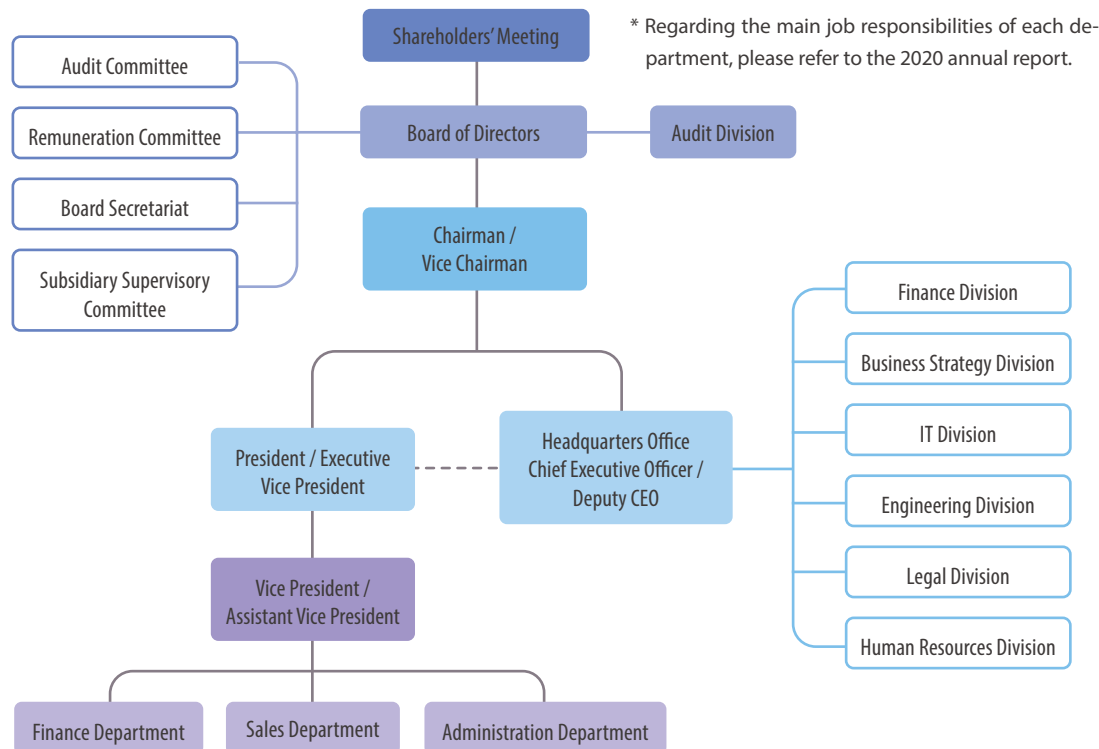 Shareholders’ Meeting
* Regarding the main job responsibilities of each de-
partment, please refer to the 2020 annual report.
Audit Committee
Remuneration Committee
Board Secretariat
Subsidiary Supervisory
Committee
Board of Directors
Audit Division
Chairman /
Vice Chairman
President / Executive
Vice President
Headquarters Office
Chief Executive Officer /
Deputy CEO
Finance Division
Business Strategy Division
IT Division
Engineering Division
Legal Division
Human Resources Division
Vice President /
Assistant Vice President
Finance Department
Sales Department
Administration Department